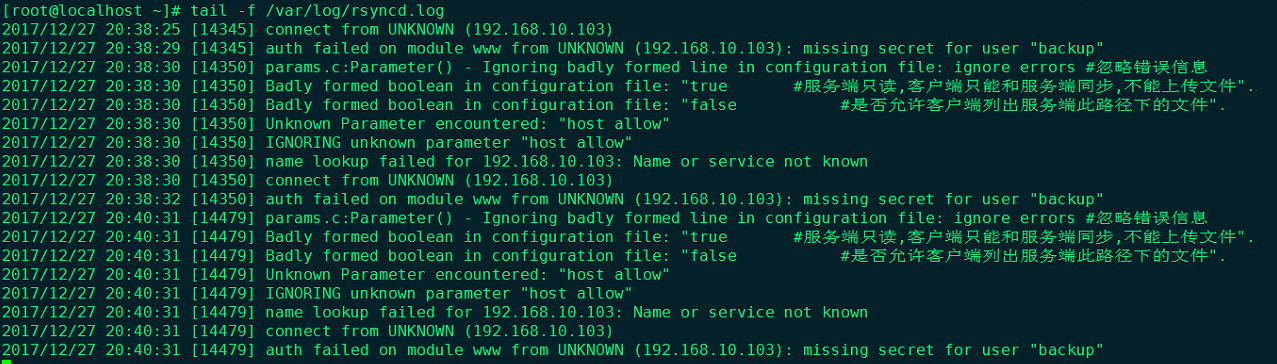 [root@localhost ~]# tail -f /var/log/rsyncd.log
2017/12/27 20:38:25 [14345] connect from UNKNOWN (192.168.10.103)
2017/12/27 20:38:29 [14345] auth failed on module www from UNKNOWN (192.168.10.103): missing secret for user "backup"
2017/12/27 20:38:30 [14350] params.c:Parameter() - Ignoring badly formed line in configuration file: ignore errors #忽略错误信息
2017/12/27 20:38:30 [14350] Badly formed boolean in configuration file: "true       #服务端只读,客户端只能和服务端同步,不能上传文件".
2017/12/27 20:38:30 [14350] Badly formed boolean in configuration file: "false           #是否允许客户端列出服务端此路径下的文件".
2017/12/27 20:38:30 [14350] Unknown Parameter encountered: "host allow"
2017/12/27 20:38:30 [14350] IGNORING unknown parameter "host allow"
2017/12/27 20:38:30 [14350] name lookup failed for 192.168.10.103: Name or service not known
2017/12/27 20:38:30 [14350] connect from UNKNOWN (192.168.10.103)
2017/12/27 20:38:32 [14350] auth failed on module www from UNKNOWN (192.168.10.103): missing secret for user "backup"
2017/12/27 20:40:31 [14479] params.c:Parameter() - Ignoring badly formed line in configuration file: ignore errors #忽略错误信息
2017/12/27 20:40:31 [14479] Badly formed boolean in configuration file: "true       #服务端只读,客户端只能和服务端同步,不能上传文件".
2017/12/27 20:40:31 [14479] Badly formed boolean in configuration file: "false           #是否允许客户端列出服务端此路径下的文件".
2017/12/27 20:40:31 [14479] Unknown Parameter encountered: "host allow"
2017/12/27 20:40:31 [14479] IGNORING unknown parameter "host allow"
2017/12/27 20:40:31 [14479] name lookup failed for 192.168.10.103: Name or service not known
2017/12/27 20:40:31 [14479] connect from UNKNOWN (192.168.10.103)
2017/12/27 20:40:31 [14479] auth failed on module www from UNKNOWN (192.168.10.103): missing secret for user "backup"